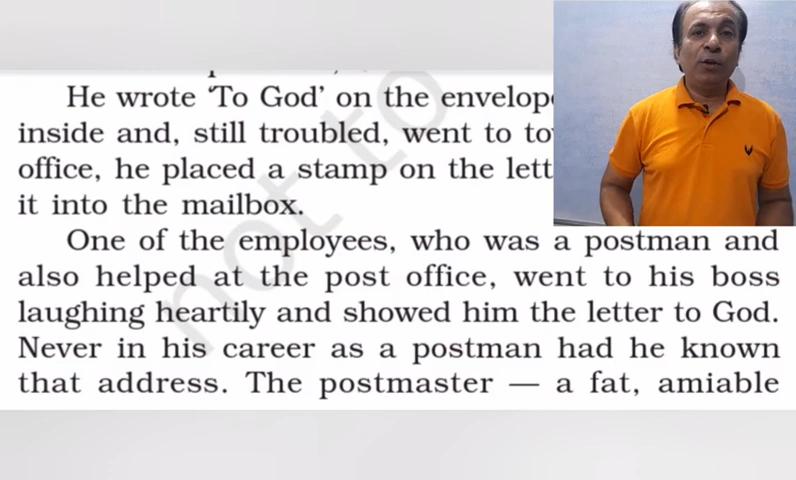 He wrote ‘To God’ on the envelop
inside and, still troubled, went to to
office, he placed a stamp on the lett
it into the mailbox.
One of the employees, who was a postman and
also helped at the post office, went to his boss
laughing heartily and showed him the letter to God.
Never in his career as a postman had he known
that address. The postmaster — a fat, amiable
not to